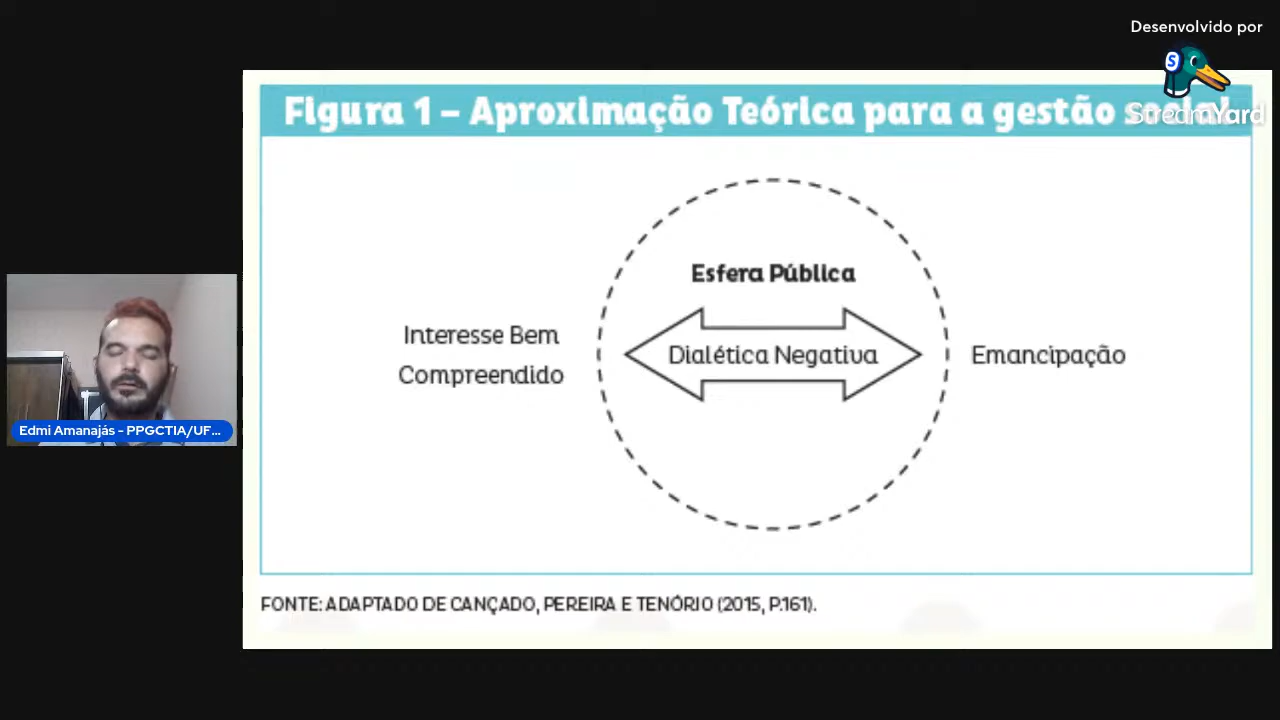 Desenvolvido por
StreamYard
Figura 1 – Aproximação Teórica para a gestão social
Esfera Pública
Interesse Bem
Compreendido
Dialética Negativa
Emancipação
Edmi Amanajás - PPGCTIA/UF...
FONTE: ADAPTADO DE CANÇADO, PEREIRA E TENÓRIO (2015, P.161).